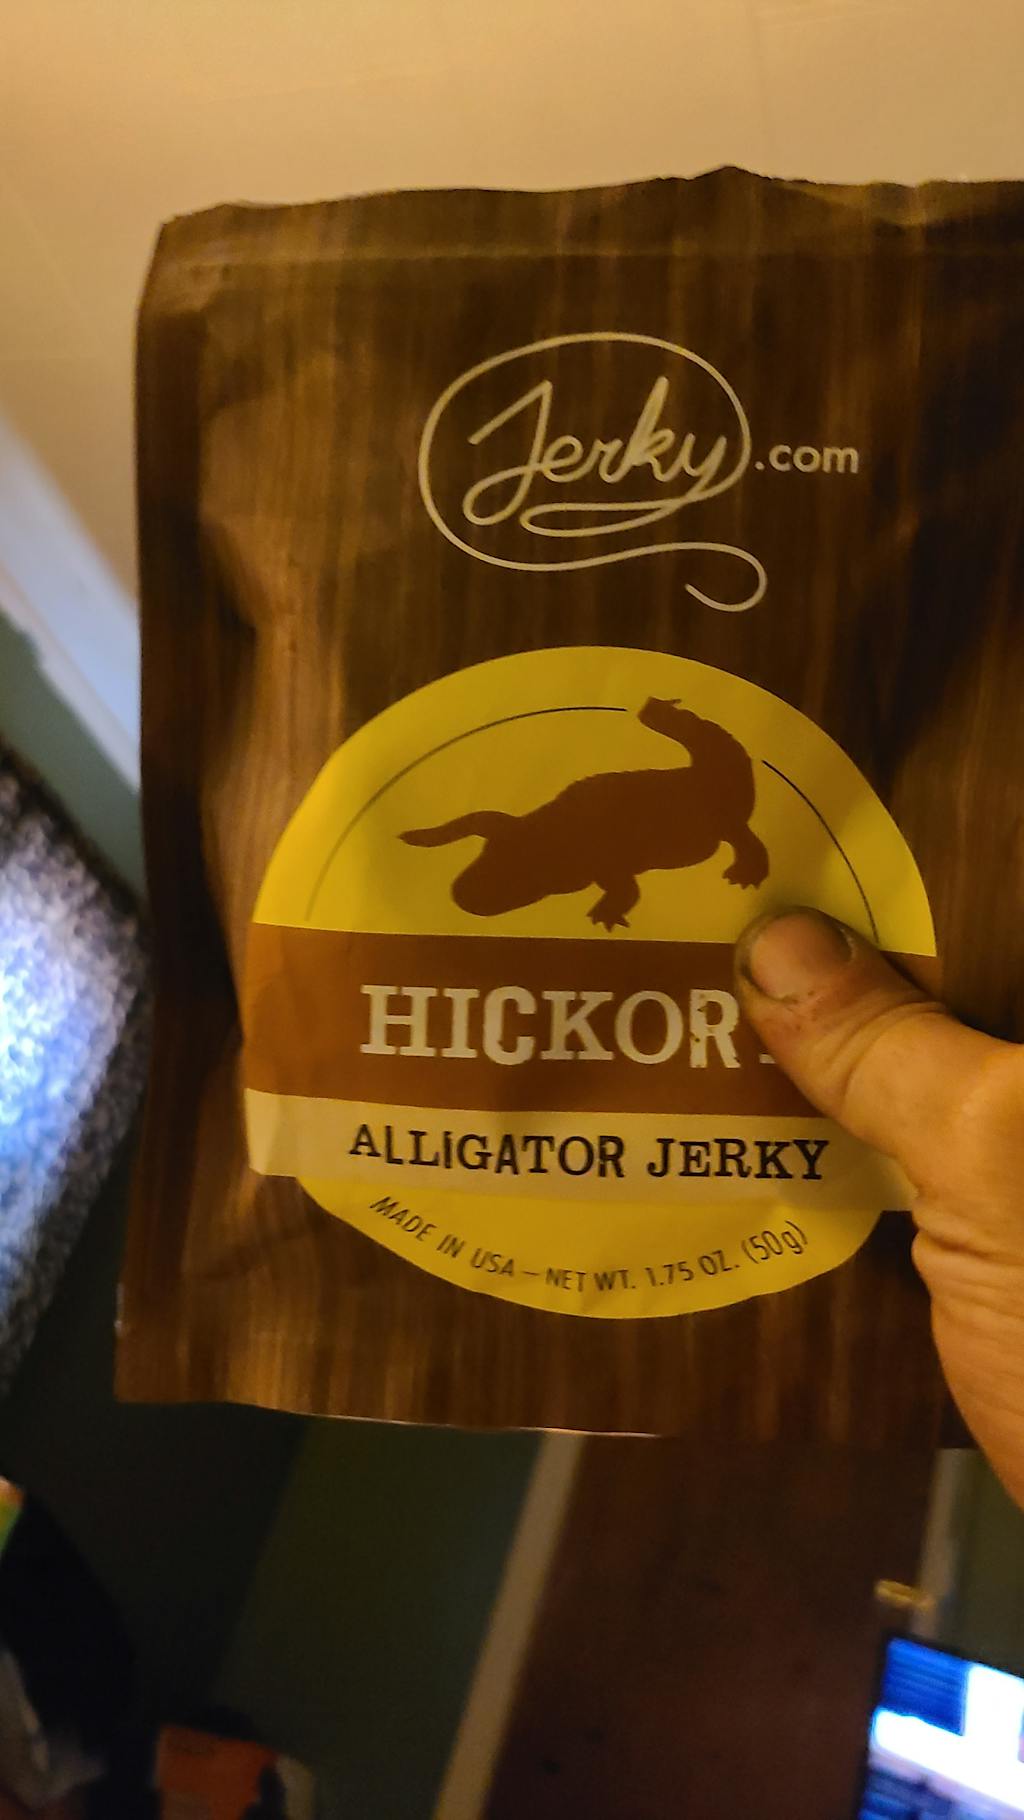 Jerky.com
HICKOR
ALLIGATOR JERKY
MADE IN USA – NET WT. 1.75 OZ. (50g)